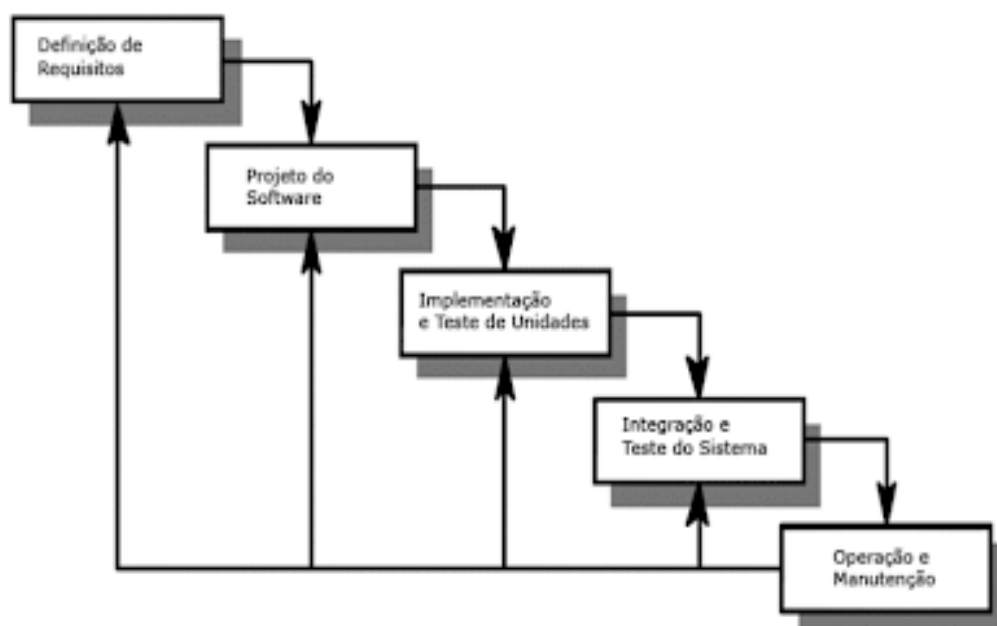 Definição de
Requisitos
Projeto do
Software
Implementação
e Teste de Unidades
Integração e
Teste do Sistema
Operação e
Manutenção